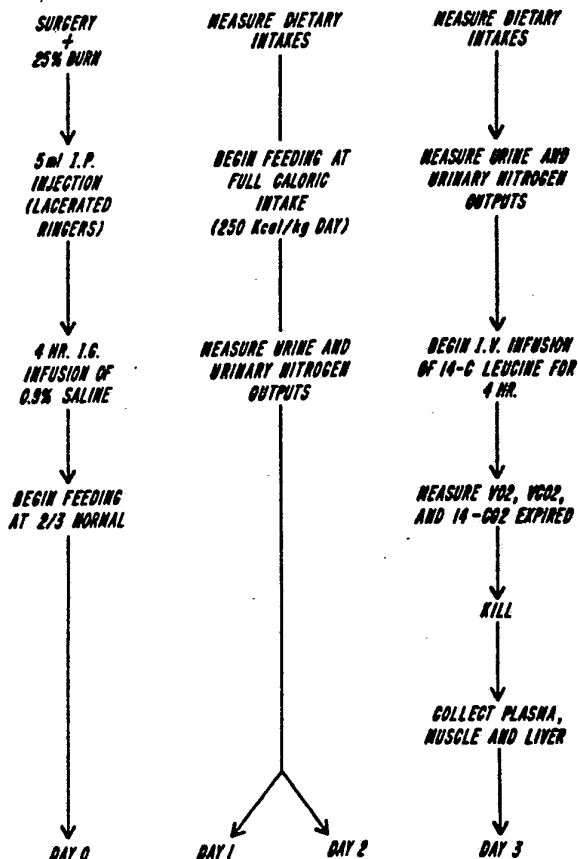 SURGERY
+
25% BURN
5ml I.P.
INJECTION
(LACERATED
RINGERS)
4 HR. I.G.
INFUSION OF
0.9% SALINE
BEGIN FEEDING
AT 2/3 NORMAL
DAY 0
MEASURE DIETARY
INTAKES
BEGIN FEEDING AT
FULL CALORIC
INTAKE
(250 Kcal/kg DAY)
MEASURE URINE AND
URINARY NITROGEN
OUTPUTS
DAY 1
DAY 2
MEASURE DIETARY
INTAKES
MEASURE URINE AND
URINARY NITROGEN
OUTPUTS
BEGIN I.V. INFUSION
OF 14-C LEUCINE FOR
4 HR.
MEASURE VO2, VCO2,
AND 14-CO2 EXPIRED
KILL
COLLECT PLASMA,
MUSCLE AND LIVER
DAY 3